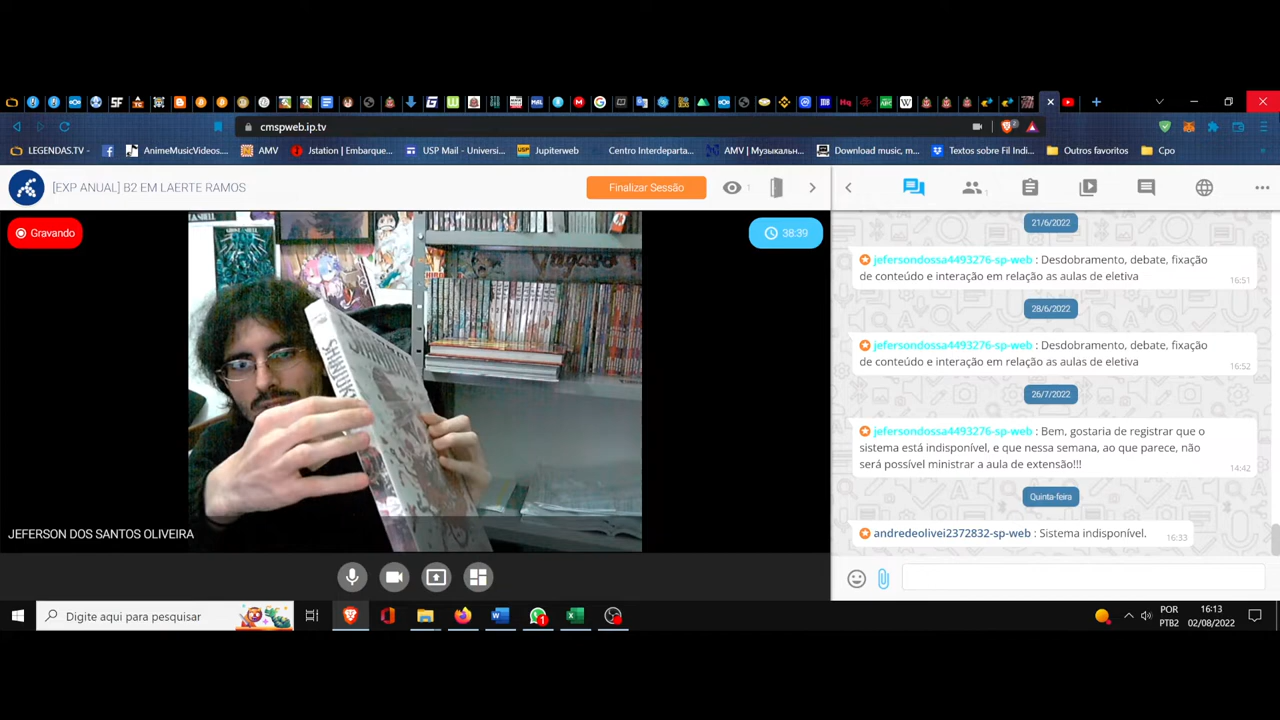 cmspweb.ip.tv
2
LEGENDAS.TV -
AnimeMusicVideos...
AMV
Jstation | Embarque...
USP Mail - Universi...
Jupiterweb
Centro Interdeparta...
AMV | Музыкальн...
Download music, m...
Textos sobre Fil Indi...
Outros favoritos
Cpo
[EXP ANUAL] B2 EM LAERTE RAMOS
Finalizar Sessão
1
1
Gravando
38:39
JEFERSON DOS SANTOS OLIVEIRA
21/6/2022
jefersondossa4493276-sp-web : Desdobramento, debate, fixação
de conteúdo e interação em relação as aulas de eletiva
16:51
28/6/2022
jefersondossa4493276-sp-web : Desdobramento, debate, fixação
de conteúdo e interação em relação as aulas de eletiva
16:52
26/7/2022
jefersondossa4493276-sp-web : Bem, gostaria de registrar que o
sistema está indisponível, e que nessa semana, ao que parece, não
será possível ministrar a aula de extensão!!!
14:42
Quinta-feira
andredeolivei2372832-sp-web : Sistema indisponível.
16:33
Digite aqui para pesquisar
1
POR
PTB2
16:13
02/08/2022